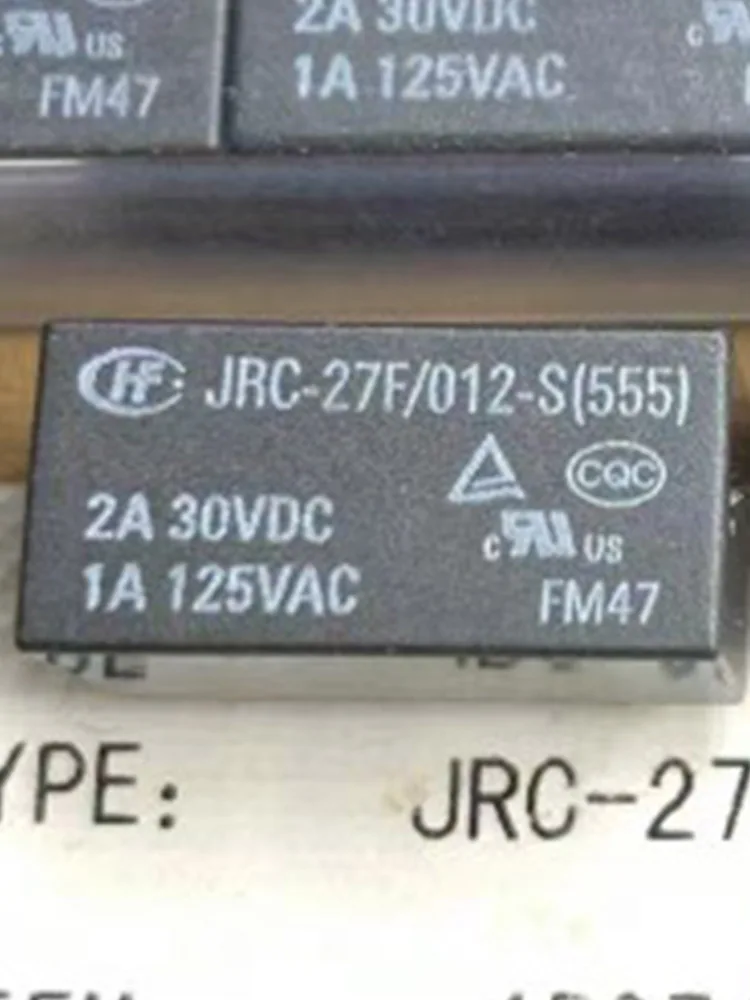 2A 30VDC
c US
1A 125VAC
FM47
HF JRC-27F/012-S(555)
CQC
2A 30VDC
c US
1A 125VAC
FM47
YPE: JRC-27